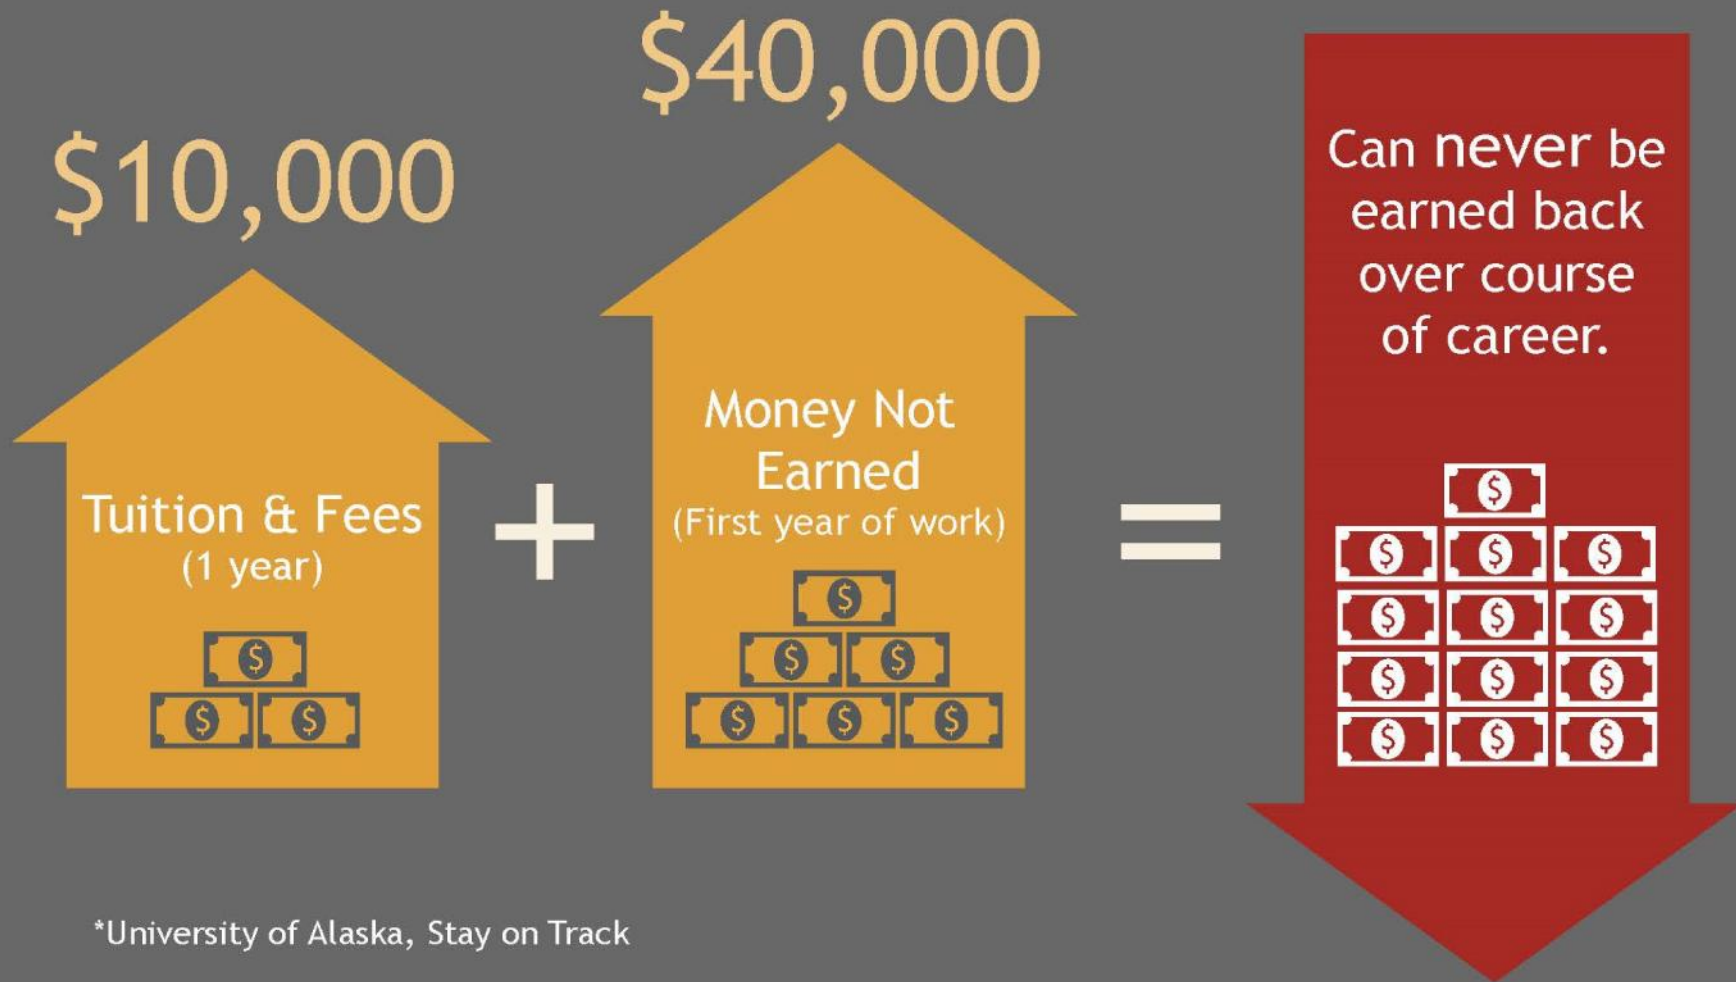 $10,000
Tuition & Fees
(1 year)
+
$40,000
Money Not
Earned
(First year of work)
=
Can never be
earned back
over course
of career.
*University of Alaska, Stay on Track